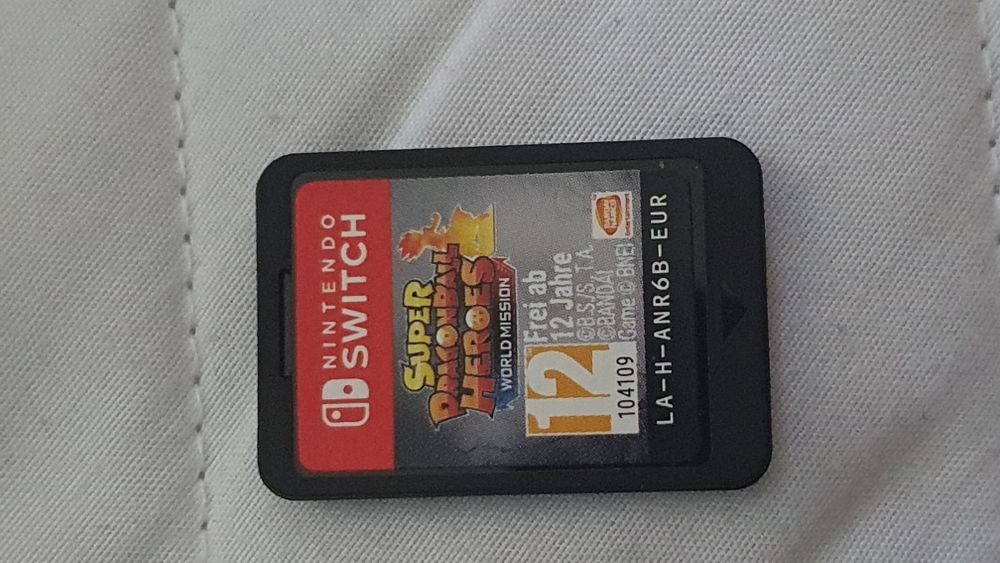 NINTENDO
SWITCH
SUPER
DRAGONBALL
HEROES
WORLD MISSION
12
Frei ab
12 Jahre
©B.S./S.,T.A.
©BANDAI
Game ©BNEI
104109
LA-H-ANR6B-EUR